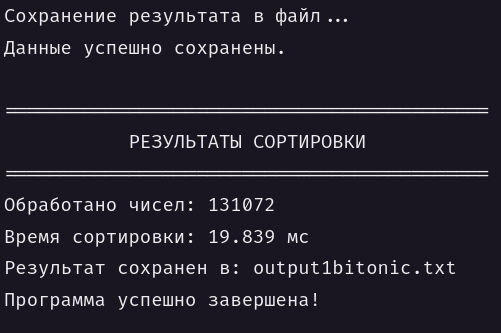 Сохранение результата в файл...
Данные успешно сохранены.
================================================
РЕЗУЛЬТАТЫ СОРТИРОВКИ
================================================
Обработано чисел: 131072
Время сортировки: 19.839 мс
Результат сохранен в: output1bitonic.txt
Программа успешно завершена!